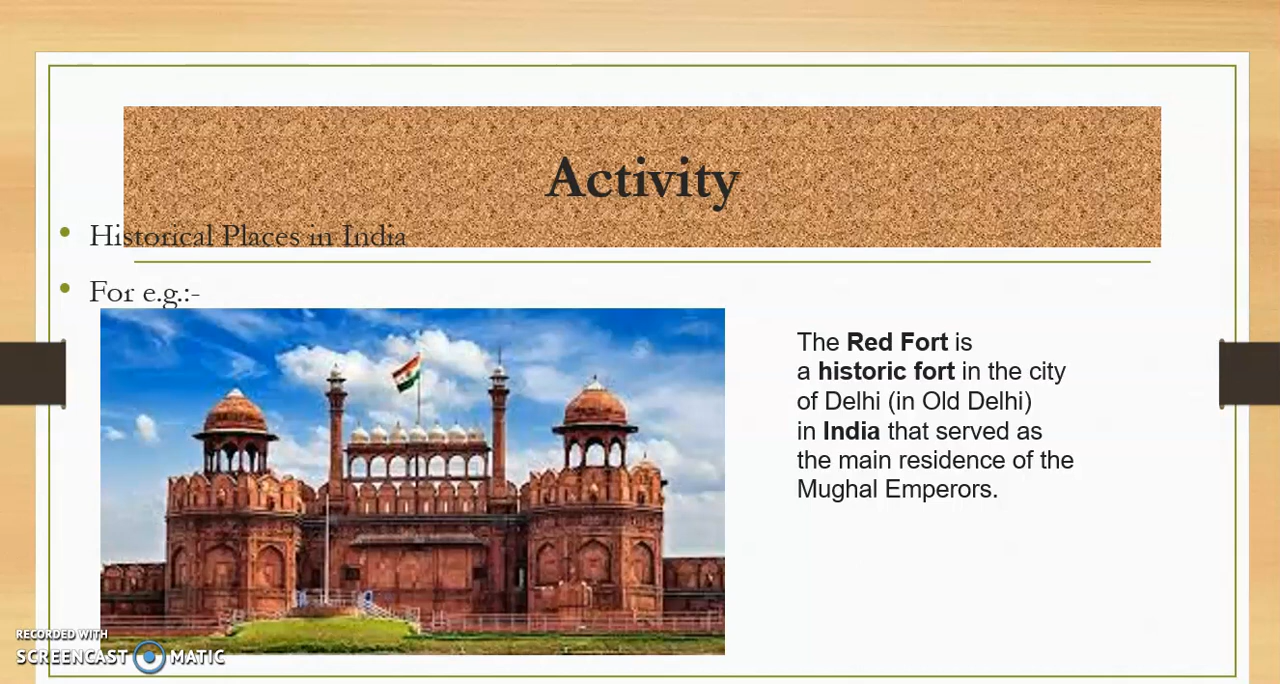 Activity
• Historical Places in India
• For e.g.:-
The Red Fort is
a historic fort in the city
of Delhi (in Old Delhi)
in India that served as
the main residence of the
Mughal Emperors.
RECORDED WITH
SCREENCAST MATIC